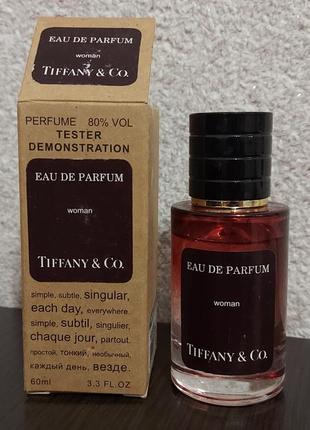 EAU DE PARFUM
woman
TIFFANY & CO.
PERFUME 80% VOL
TESTER
DEMONSTRATION
EAU DE PARFUM
woman
TIFFANY & CO.
simple, subtle, singular,
each day, everywhere.
simple, subtil, singulier,
chaque jour, partout.
простой, тонкий, необычный,
каждый день, везде.
60ml 3.3 FL.OZ
EAU DE PARFUM
woman
TIFFANY & CO.